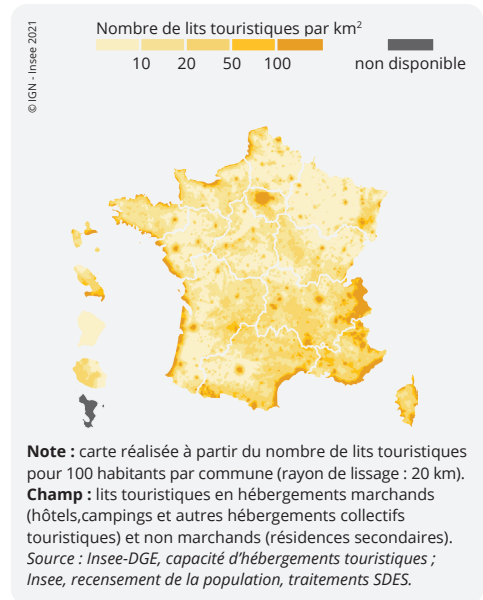 © IGN - Insee 2021
Nombre de lits touristiques par km²
10 20 50 100
non disponible
Note : carte réalisée à partir du nombre de lits touristiques
pour 100 habitants par commune (rayon de lissage : 20 km).
Champ : lits touristiques en hébergements marchands
(hôtels,campings et autres hébergements collectifs
touristiques) et non marchands (résidences secondaires).
Source : Insee-DGE, capacité d’hébergements touristiques ;
Insee, recensement de la population, traitements SDES.